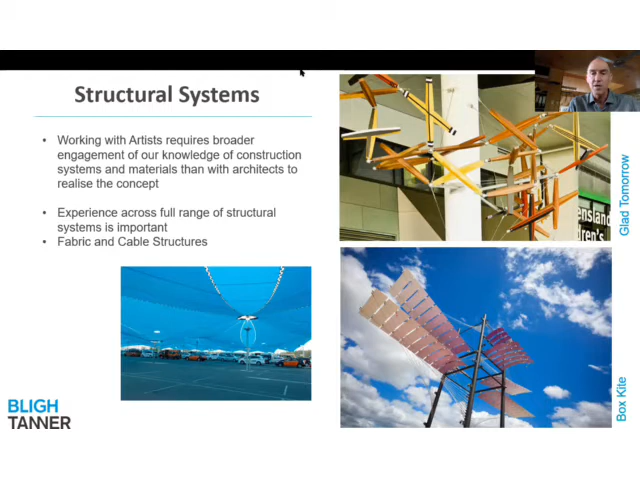 Structural Systems
• Working with Artists requires broader
engagement of our knowledge of construction
systems and materials than with architects to
realise the concept
• Experience across full range of structural
systems is important
• Fabric and Cable Structures
ensland
dren's
Glad Tomorrow
Box Kite
BLIGH
TANNER